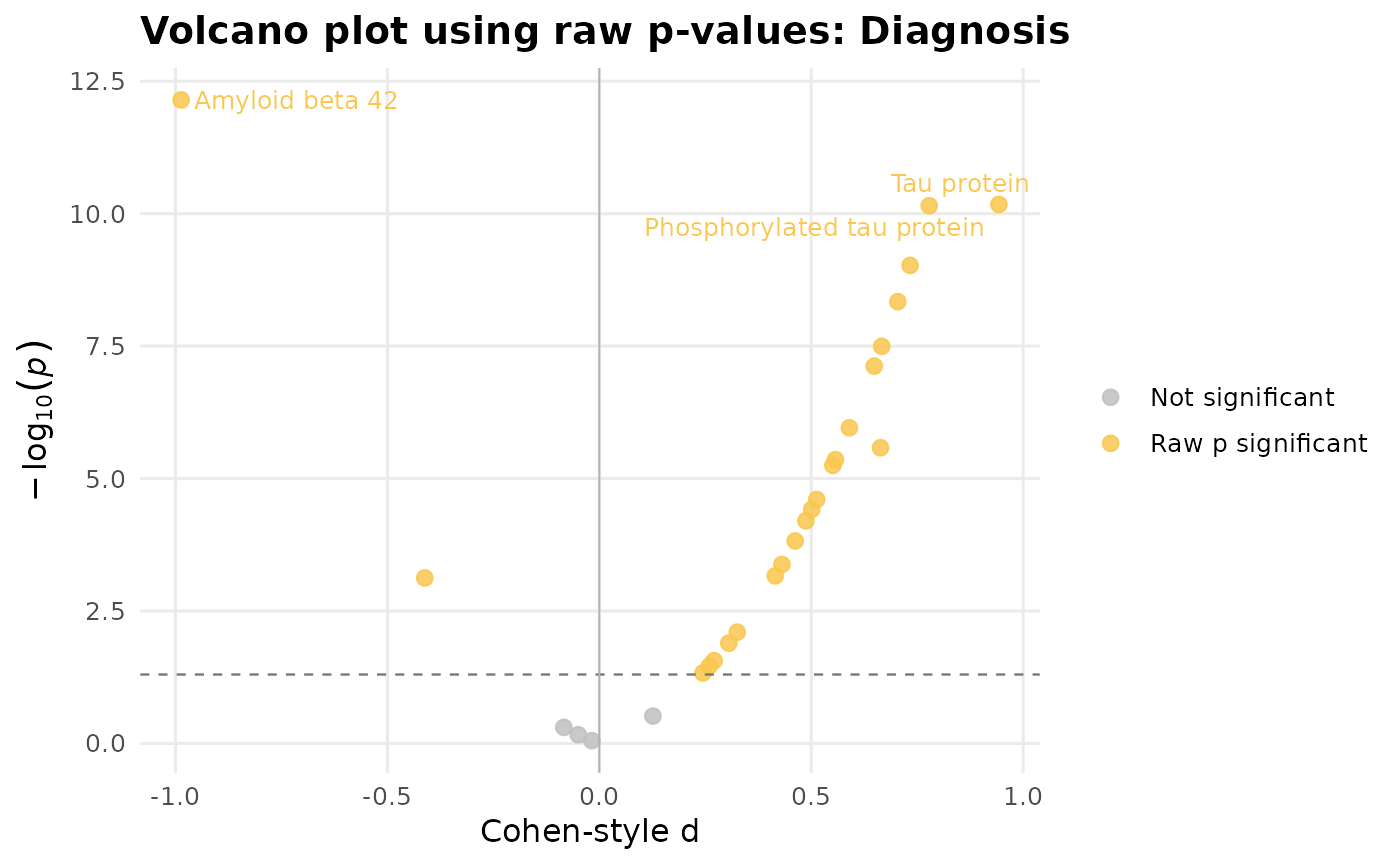 Volcano plot using raw p-values: Diagnosis
12.5
10.0
7.5
5.0
2.5
0.0
−log10(p)
Amyloid beta 42
Tau protein
Phosphorylated tau protein
-1.0
-0.5
0.0
0.5
1.0
Cohen-style d
Not significant
Raw p significant